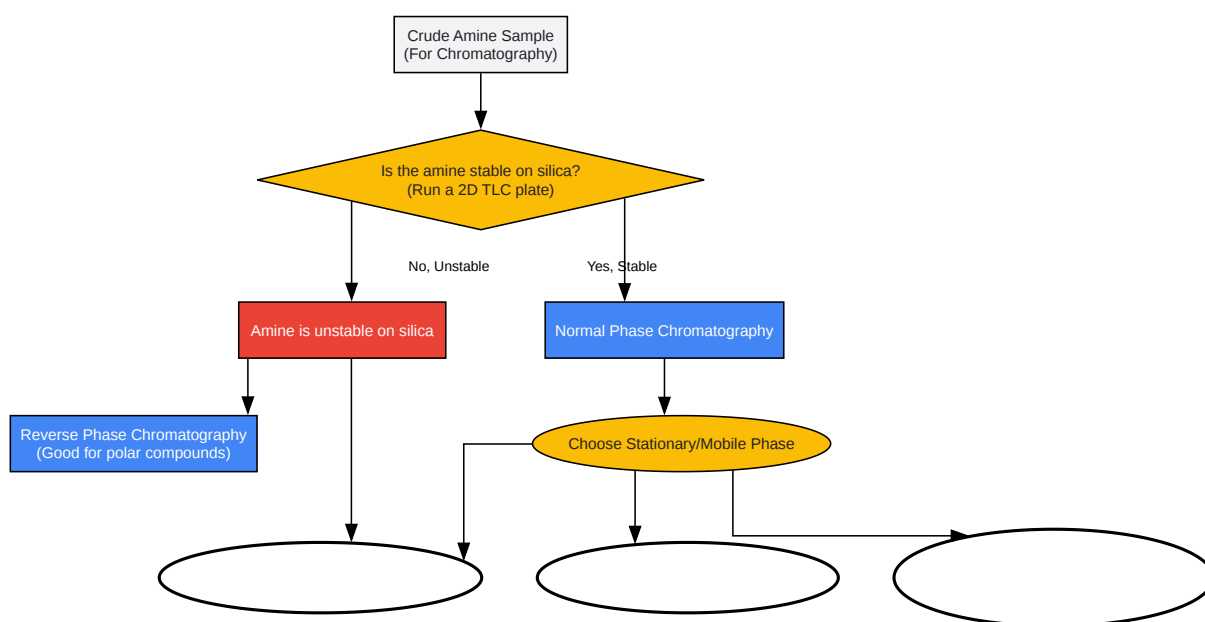 Crude Amine Sample
(For Chromatography)
Is the amine stable on silica?
(Run a 2D TLC plate)
No, Unstable
Yes, Stable
Amine is unstable on silica
Normal Phase Chromatography
Reverse Phase Chromatography
(Good for polar compounds)
Choose Stationary/Mobile Phase